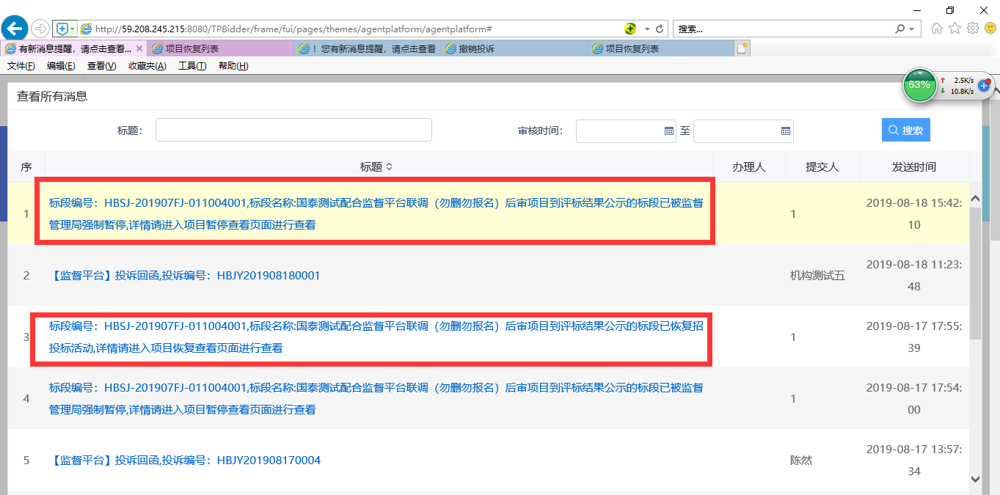 http://59.208.245.215:8080/TPBidder/frame/fui/pages/themes/agentplatform/agentplatform#
搜索...
有新消息提醒，请点击查看...
项目恢复列表
！您有新消息提醒，请点击查看
撤销投诉
项目恢复列表
文件(F) 编辑(E) 查看(V) 收藏夹(A) 工具(T) 帮助(H)
63%
2.5K/s
10.8K/s
查看所有消息
标题： 审核时间： 至 搜索
序 标题 办理人 提交人 发送时间
1
标段编号：HBSJ-201907FJ-011004001,标段名称:国泰测试配合监督平台联调（勿删勿报名）后审项目到评标结果公示的标段已被监督
管理局强制暂停,详情请进入项目暂停查看页面进行查看
1
2019-08-18 15:42:
10
2
【监督平台】投诉回函,投诉编号：HBJY201908180001
机构测试五
2019-08-18 11:23:
48
3
标段编号：HBSJ-201907FJ-011004001,标段名称:国泰测试配合监督平台联调（勿删勿报名）后审项目到评标结果公示的标段已恢复招
投标活动,详情请进入项目恢复查看页面进行查看
1
2019-08-17 17:55:
39
4
标段编号：HBSJ-201907FJ-011004001,标段名称:国泰测试配合监督平台联调（勿删勿报名）后审项目到评标结果公示的标段已被监督
管理局强制暂停,详情请进入项目暂停查看页面进行查看
1
2019-08-17 17:54:
00
5
【监督平台】投诉回函,投诉编号：HBJY201908170004
陈然
2019-08-17 13:57:
34